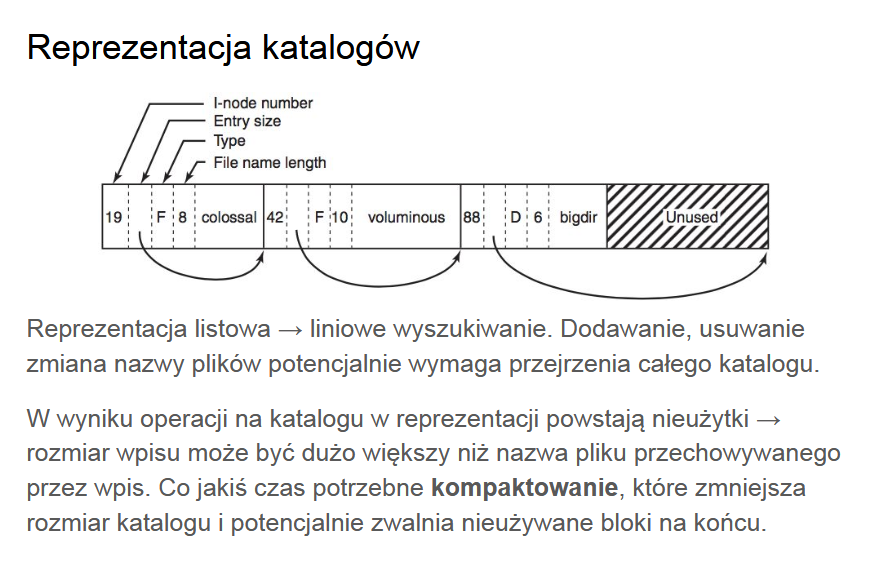 Reprezentacja katalogów
I-node number
Entry size
Type
File name length
19 F 8 colossal 42 F 10 voluminous 88 D 6 bigdir Unused
Reprezentacja listowa → liniowe wyszukiwanie. Dodawanie, usuwanie
zmiana nazwy plików potencjalnie wymaga przejrzenia całego katalogu.
W wyniku operacji na katalogu w reprezentacji powstają nieużytki →
rozmiar wpisu może być dużo większy niż nazwa pliku przechowywanego
przez wpis. Co jakiś czas potrzebne kompaktowanie, które zmniejsza
rozmiar katalogu i potencjalnie zwalnia nieużywane bloki na końcu.